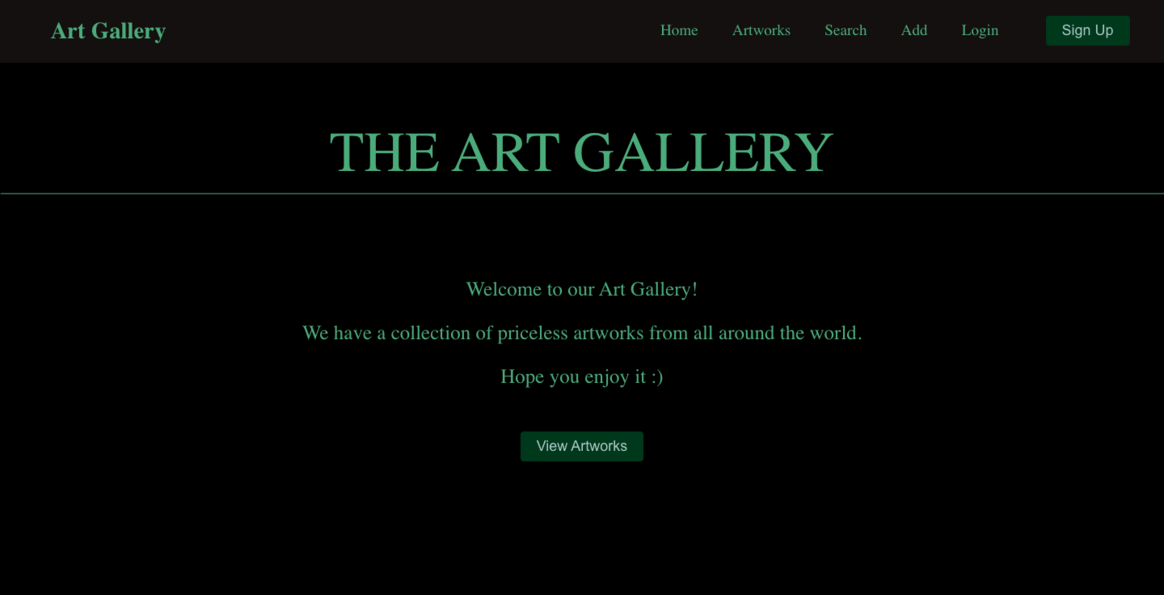 Art Gallery Home Artworks Search Add Login Sign Up
THE ART GALLERY
Welcome to our Art Gallery!
We have a collection of priceless artworks from all around the world.
Hope you enjoy it :)
View Artworks